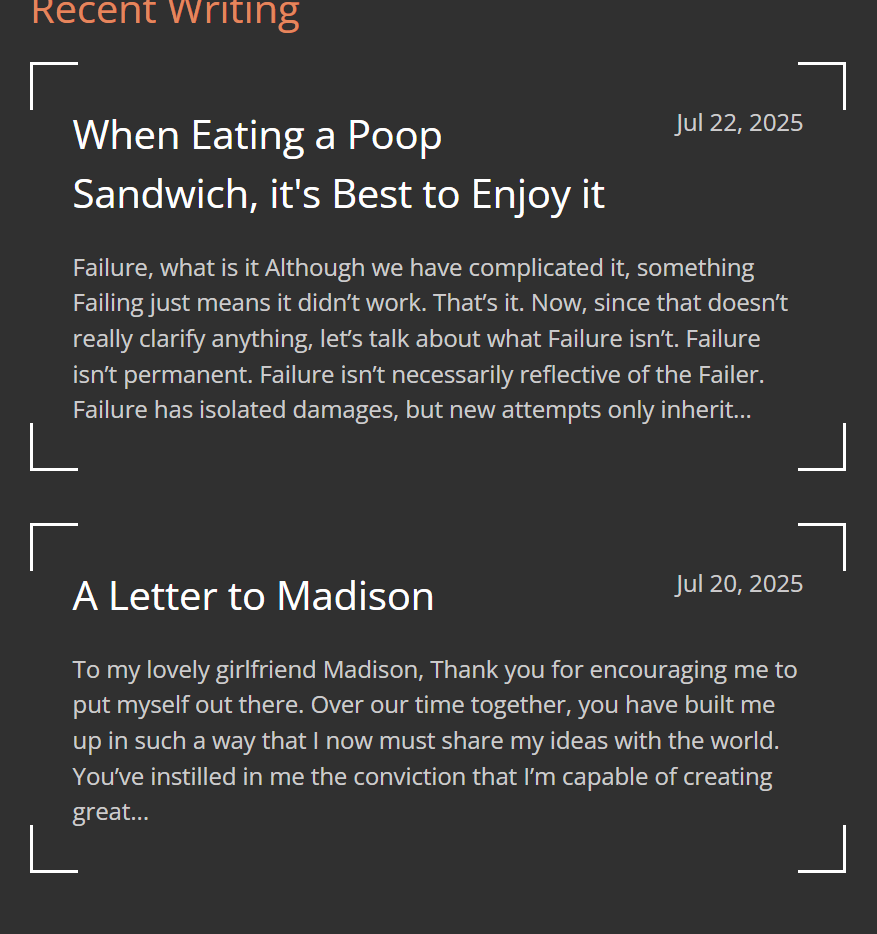 Recent Writing
When Eating a Poop
Jul 22, 2025
Sandwich, it's Best to Enjoy it
Failure, what is it Although we have complicated it, something
Failing just means it didn’t work. That’s it. Now, since that doesn’t
really clarify anything, let’s talk about what Failure isn’t. Failure
isn’t permanent. Failure isn’t necessarily reflective of the Failer.
Failure has isolated damages, but new attempts only inherit...
A Letter to Madison
Jul 20, 2025
To my lovely girlfriend Madison, Thank you for encouraging me to
put myself out there. Over our time together, you have built me
up in such a way that I now must share my ideas with the world.
You’ve instilled in me the conviction that I’m capable of creating
great...